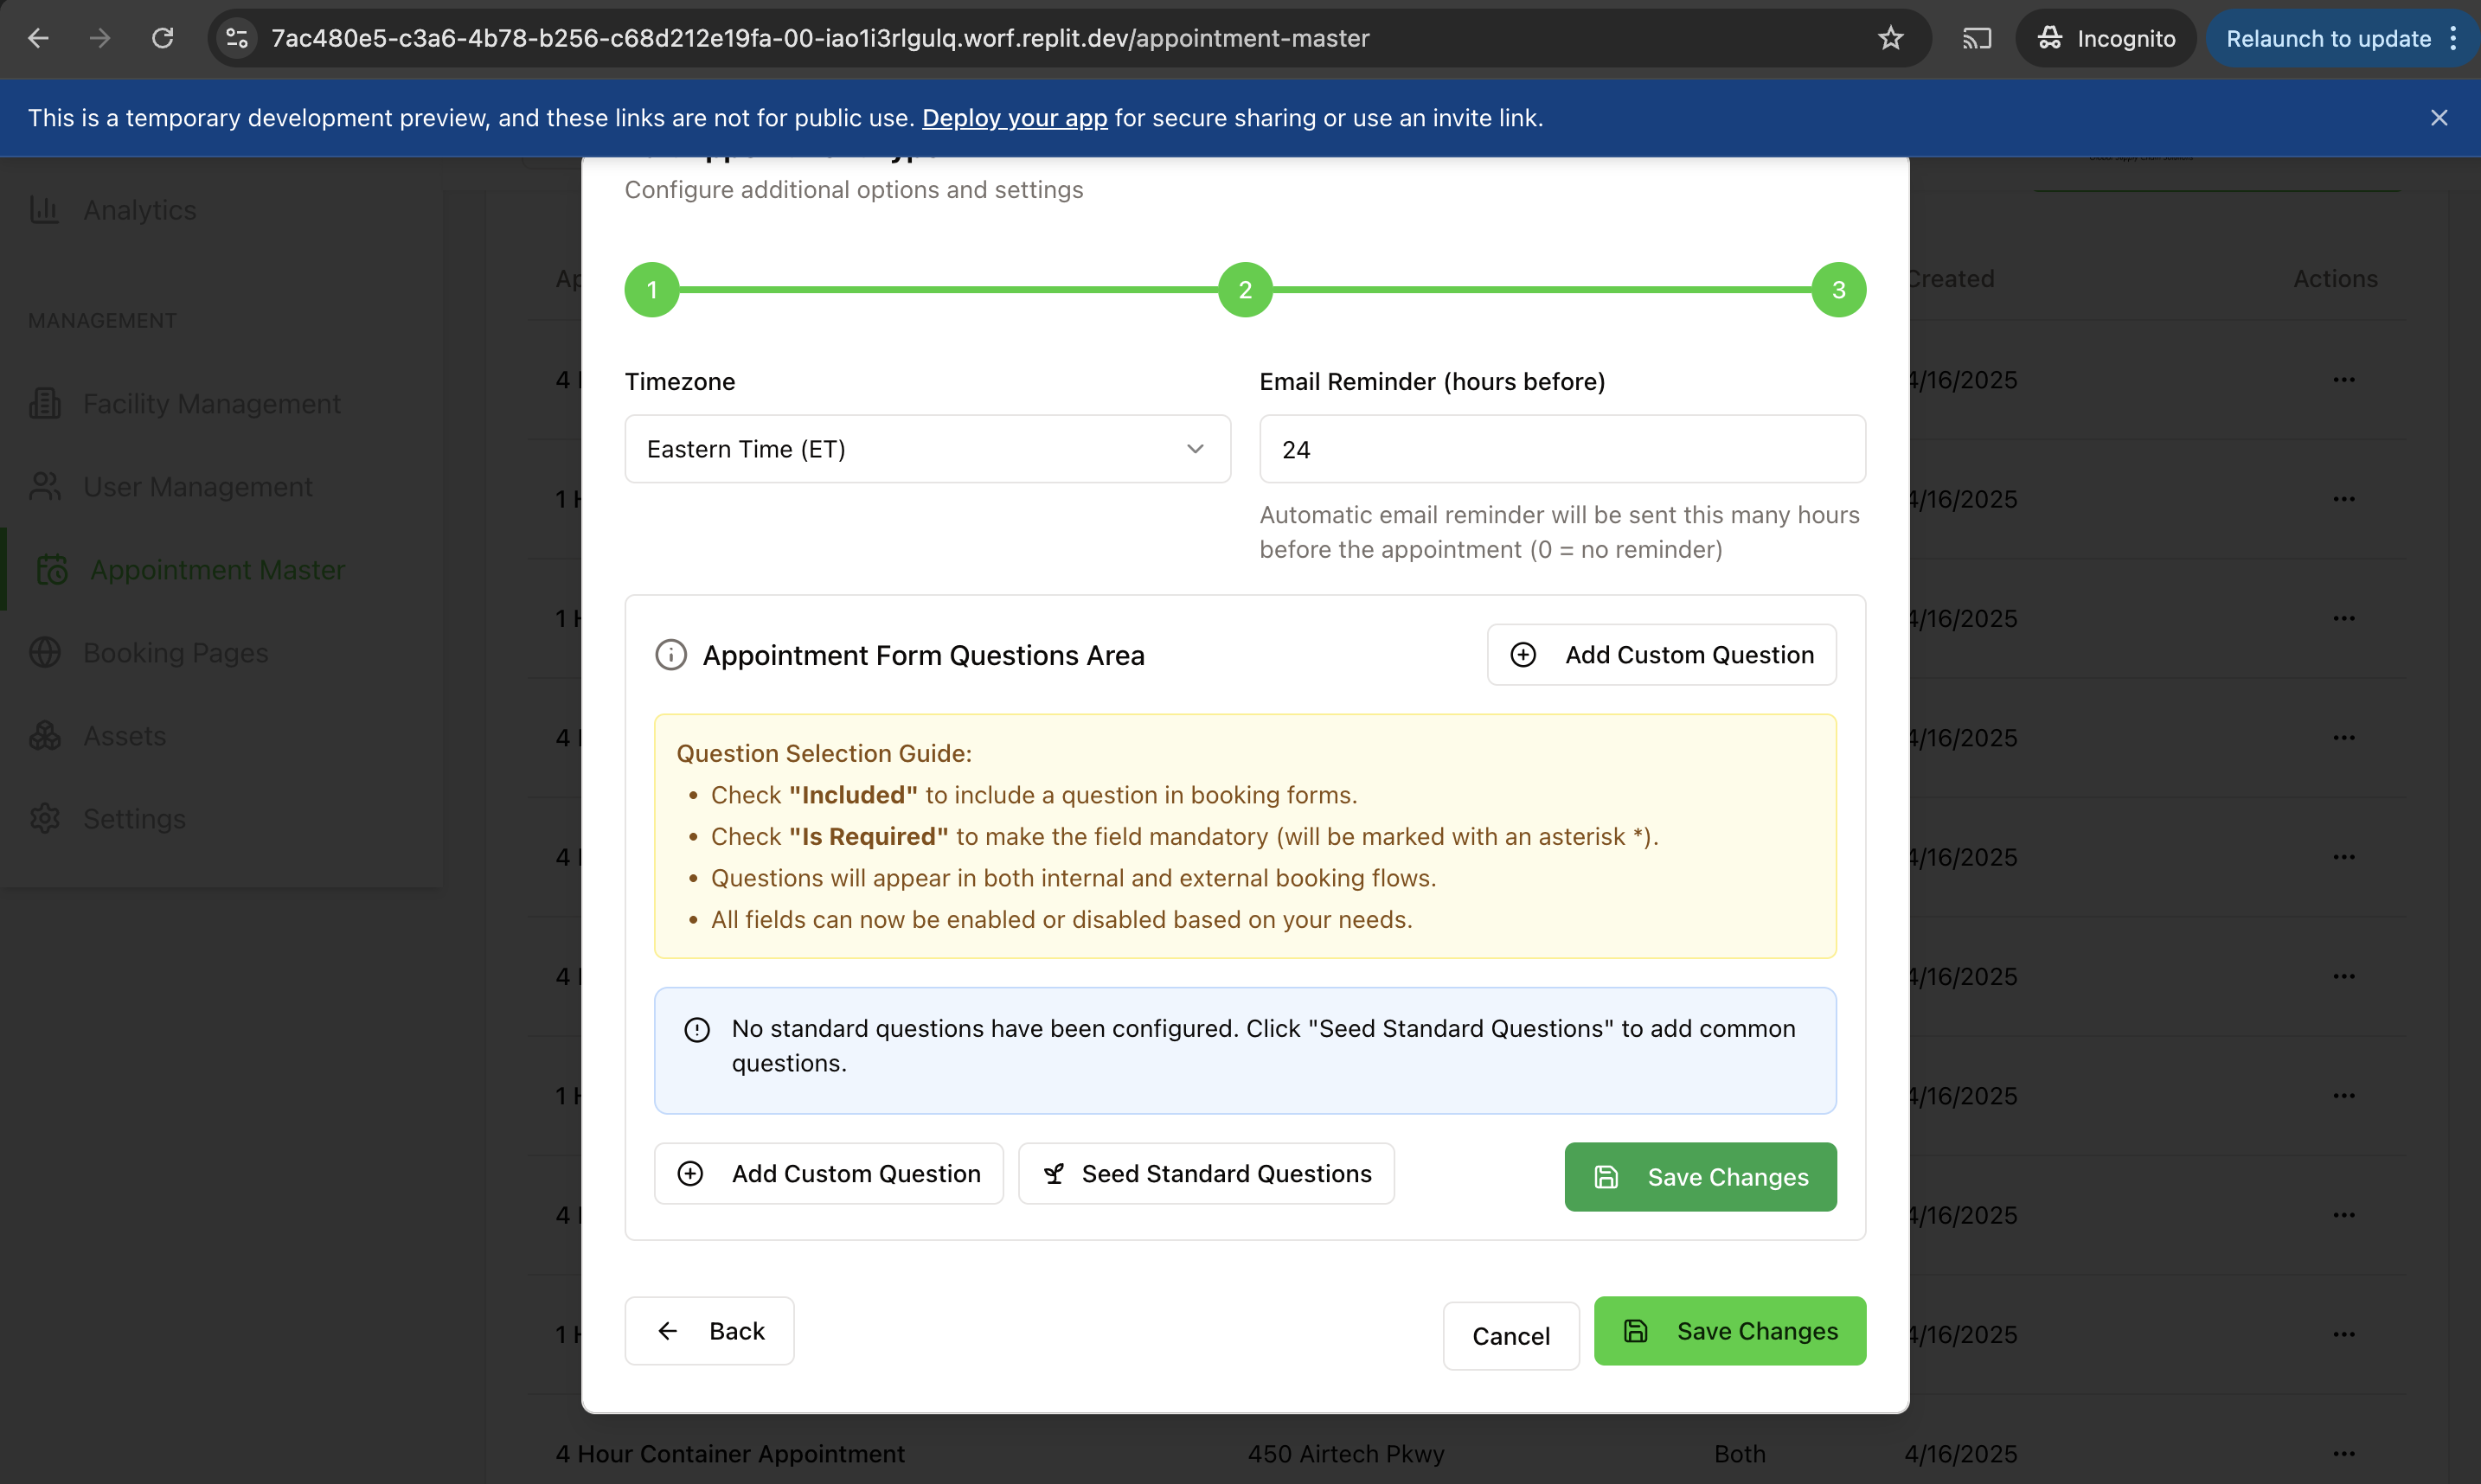 7ac480e5-c3a6-4b78-b256-c68d212e19fa-00-iao1i3rlgulq.worf.replit.dev/appointment-master
Incognito
Relaunch to update
This is a temporary development preview, and these links are not for public use. Deploy your app for secure sharing or use an invite link.
Configure additional options and settings
Analytics
MANAGEMENT
Facility Management
User Management
Appointment Master
Booking Pages
Assets
Settings
1
2
3
Created
Actions
Timezone
Email Reminder (hours before)
Eastern Time (ET)
24
Automatic email reminder will be sent this many hours
before the appointment (0 = no reminder)
Appointment Form Questions Area
Add Custom Question
Question Selection Guide:
• Check "Included" to include a question in booking forms.
• Check "Is Required" to make the field mandatory (will be marked with an asterisk *).
• Questions will appear in both internal and external booking flows.
• All fields can now be enabled or disabled based on your needs.
No standard questions have been configured. Click "Seed Standard Questions" to add common
questions.
Add Custom Question
Seed Standard Questions
Save Changes
Back
Cancel
Save Changes
4
4/16/2025
1
4/16/2025
1
4/16/2025
4
4/16/2025
4
4/16/2025
4
4/16/2025
1
4/16/2025
4
4/16/2025
1
4/16/2025
4 Hour Container Appointment
450 Airtech Pkwy
Both
4/16/2025